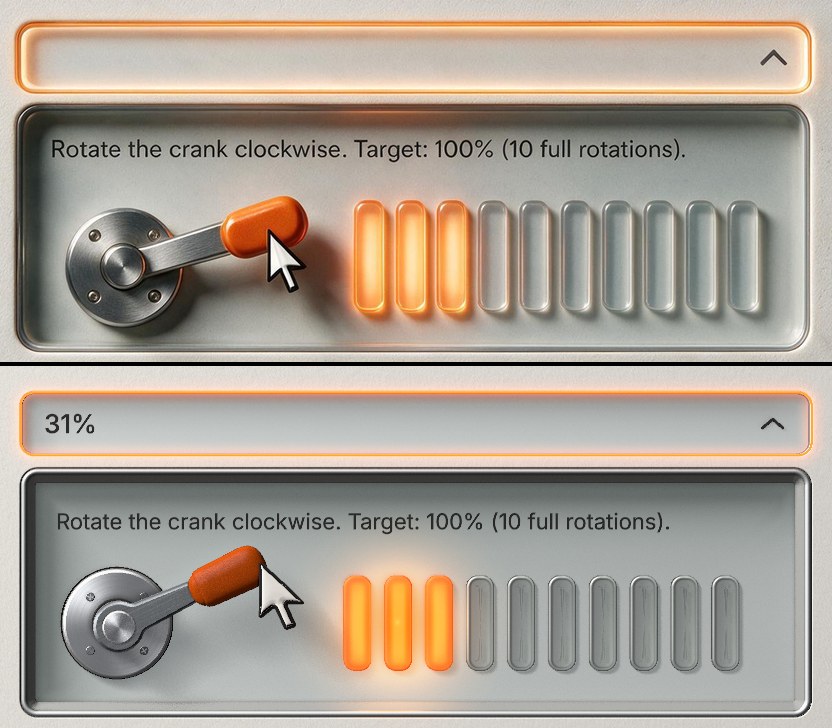 Rotate the crank clockwise. Target: 100% (10 full rotations).
31%
Rotate the crank clockwise. Target: 100% (10 full rotations).